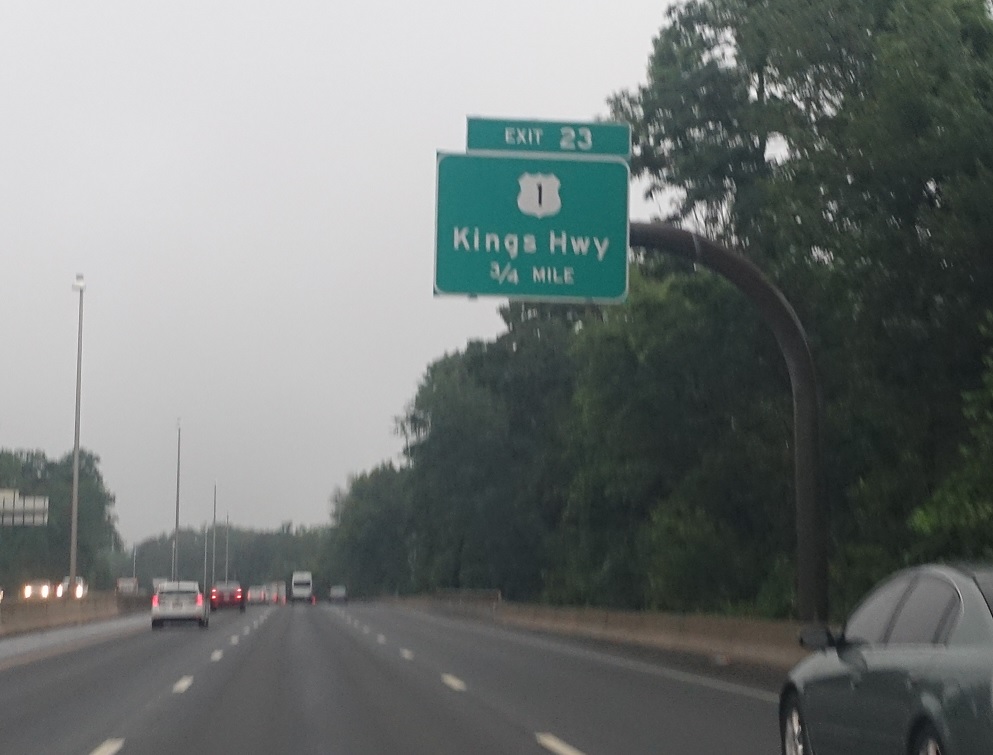 EXIT 23
1
Kings Hwy
3/4 MILE